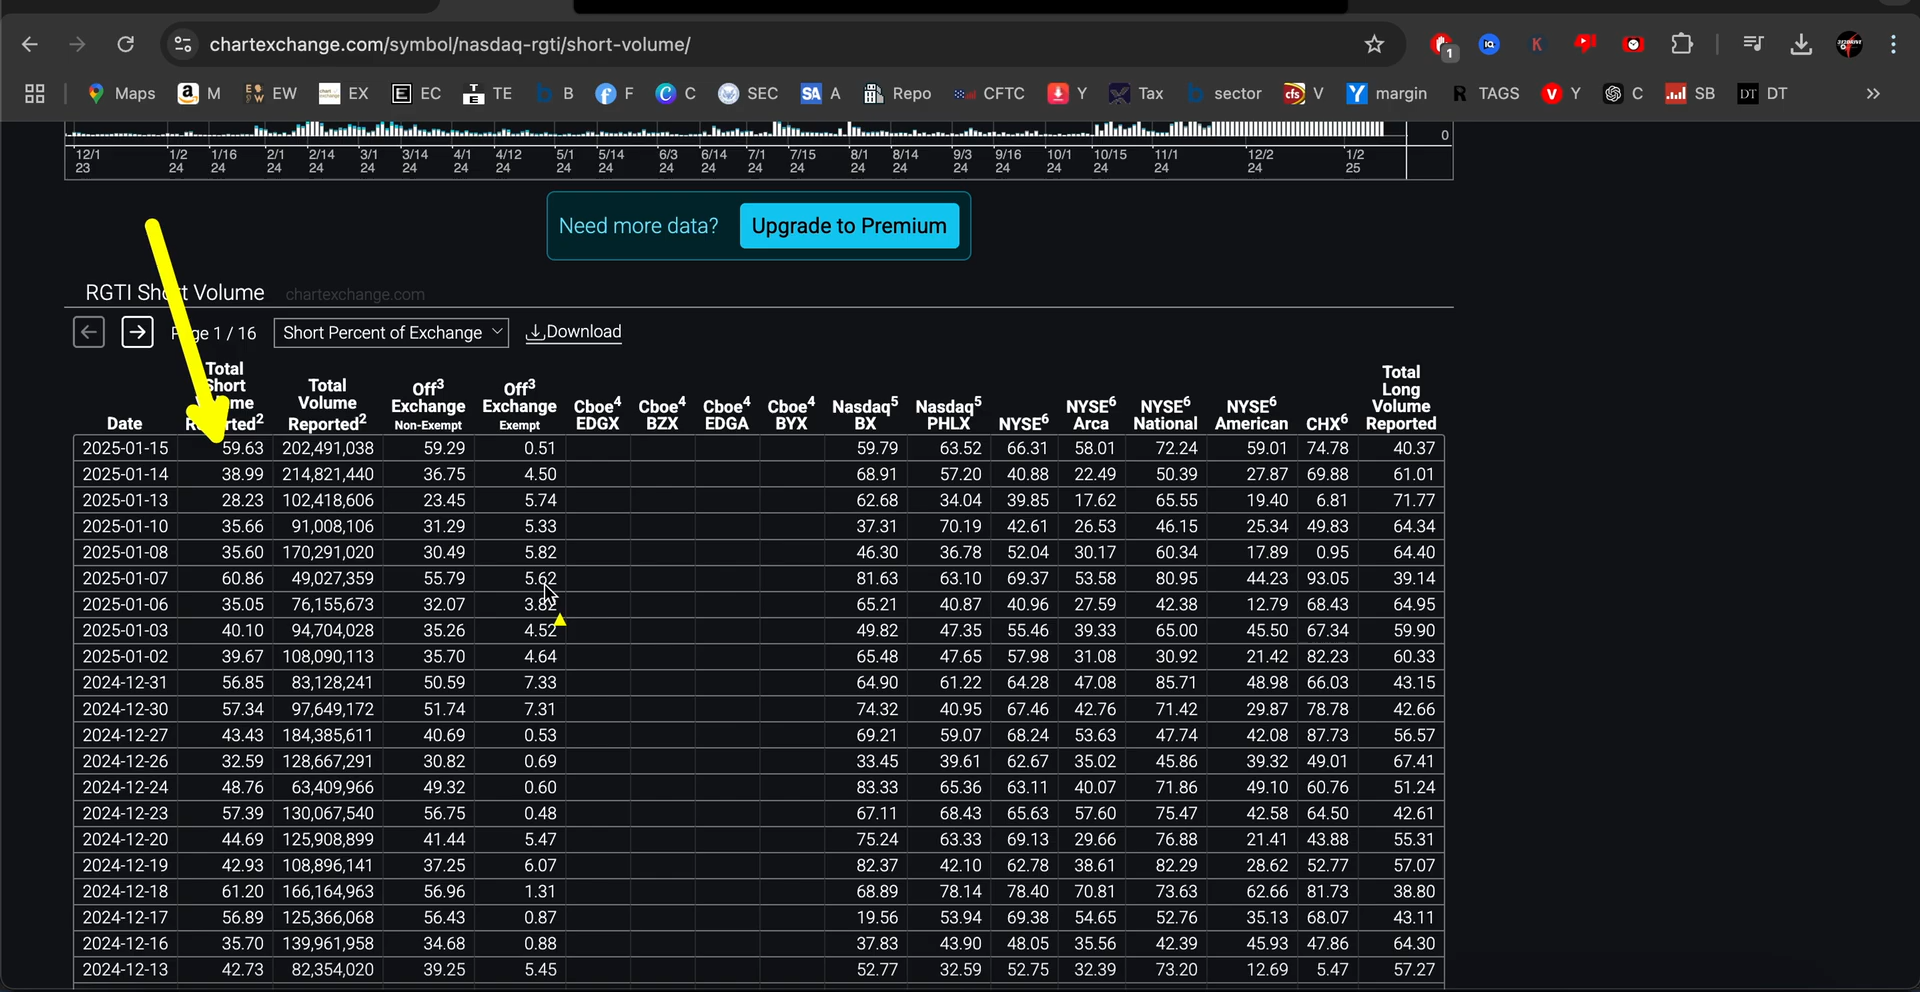 chartexchange.com/symbol/nasdaq-rgti/short-volume/
1
Maps M EW EX EC TE B F C SEC A Repo CFTC Y Tax sector V margin TAGS Y C SB DT
0
12/1 1/2 1/16 2/1 2/14 3/1 3/14 4/1 4/12 5/1 5/14 6/3 6/14 7/1 7/15 8/1 8/14 9/3 9/16 10/1 10/15 11/1 12/2 1/2
23 24 24 24 24 24 24 24 24 24 24 24 24 24 24 24 24 24 24 24 24 24 24 25
Need more data? Upgrade to Premium
RGTI Short Volume chartexchange.com
Page 1 / 16 Short Percent of Exchange Download
Date
Total
Short
Volume
Reported2
Total
Volume
Reported2
Off3
Exchange
Non-Exempt
Off3
Exchange
Exempt
Cboe4
EDGX
Cboe4
BZX
Cboe4
EDGA
Cboe4
BYX
Nasdaq5
BX
Nasdaq5
PHLX
NYSE6
NYSE6
Arca
NYSE6
National
NYSE6
American
CHX6
Total
Long
Volume
Reported
2025-01-15 59.63 202,491,038 59.29 0.51 59.79 63.52 66.31 58.01 72.24 59.01 74.78 40.37
2025-01-14 38.99 214,821,440 36.75 4.50 68.91 57.20 40.88 22.49 50.39 27.87 69.88 61.01
2025-01-13 28.23 102,418,606 23.45 5.74 62.68 34.04 39.85 17.62 65.55 19.40 6.81 71.77
2025-01-10 35.66 91,008,106 31.29 5.33 37.31 70.19 42.61 26.53 46.15 25.34 49.83 64.34
2025-01-08 35.60 170,291,020 30.49 5.82 46.30 36.78 52.04 30.17 60.34 17.89 0.95 64.40
2025-01-07 60.86 49,027,359 55.79 5.62 81.63 63.10 69.37 53.58 80.95 44.23 93.05 39.14
2025-01-06 35.05 76,155,673 32.07 3.82 65.21 40.87 40.96 27.59 42.38 12.79 68.43 64.95
2025-01-03 40.10 94,704,028 35.26 4.52 49.82 47.35 55.46 39.33 65.00 45.50 67.34 59.90
2025-01-02 39.67 108,090,113 35.70 4.64 65.48 47.65 57.98 31.08 30.92 21.42 82.23 60.33
2024-12-31 56.85 83,128,241 50.59 7.33 64.90 61.22 64.28 47.08 85.71 48.98 66.03 43.15
2024-12-30 57.34 97,649,172 51.74 7.31 74.32 40.95 67.46 42.76 71.42 29.87 78.78 42.66
2024-12-27 43.43 184,385,611 40.69 0.53 69.21 59.07 68.24 53.63 47.74 42.08 87.73 56.57
2024-12-26 32.59 128,667,291 30.82 0.69 33.45 39.61 62.67 35.02 45.86 39.32 49.01 67.41
2024-12-24 48.76 63,409,966 49.32 0.60 83.33 65.36 63.11 40.07 71.86 49.10 60.76 51.24
2024-12-23 57.39 130,067,540 56.75 0.48 67.11 68.43 65.63 57.60 75.47 42.58 64.50 42.61
2024-12-20 44.69 125,908,899 41.44 5.47 75.24 63.33 69.13 29.66 76.88 21.41 43.88 55.31
2024-12-19 42.93 108,896,141 37.25 6.07 82.37 42.10 62.78 38.61 82.29 28.62 52.77 57.07
2024-12-18 61.20 166,164,963 56.96 1.31 68.89 78.14 78.40 70.81 73.63 62.66 81.73 38.80
2024-12-17 56.89 125,366,068 56.43 0.87 19.56 53.94 69.38 54.65 52.76 35.13 68.07 43.11
2024-12-16 35.70 139,961,958 34.68 0.88 37.83 43.90 48.05 35.56 42.39 45.93 47.86 64.30
2024-12-13 42.73 82,354,020 39.25 5.45 52.77 32.59 52.75 32.39 73.20 12.69 5.47 57.27